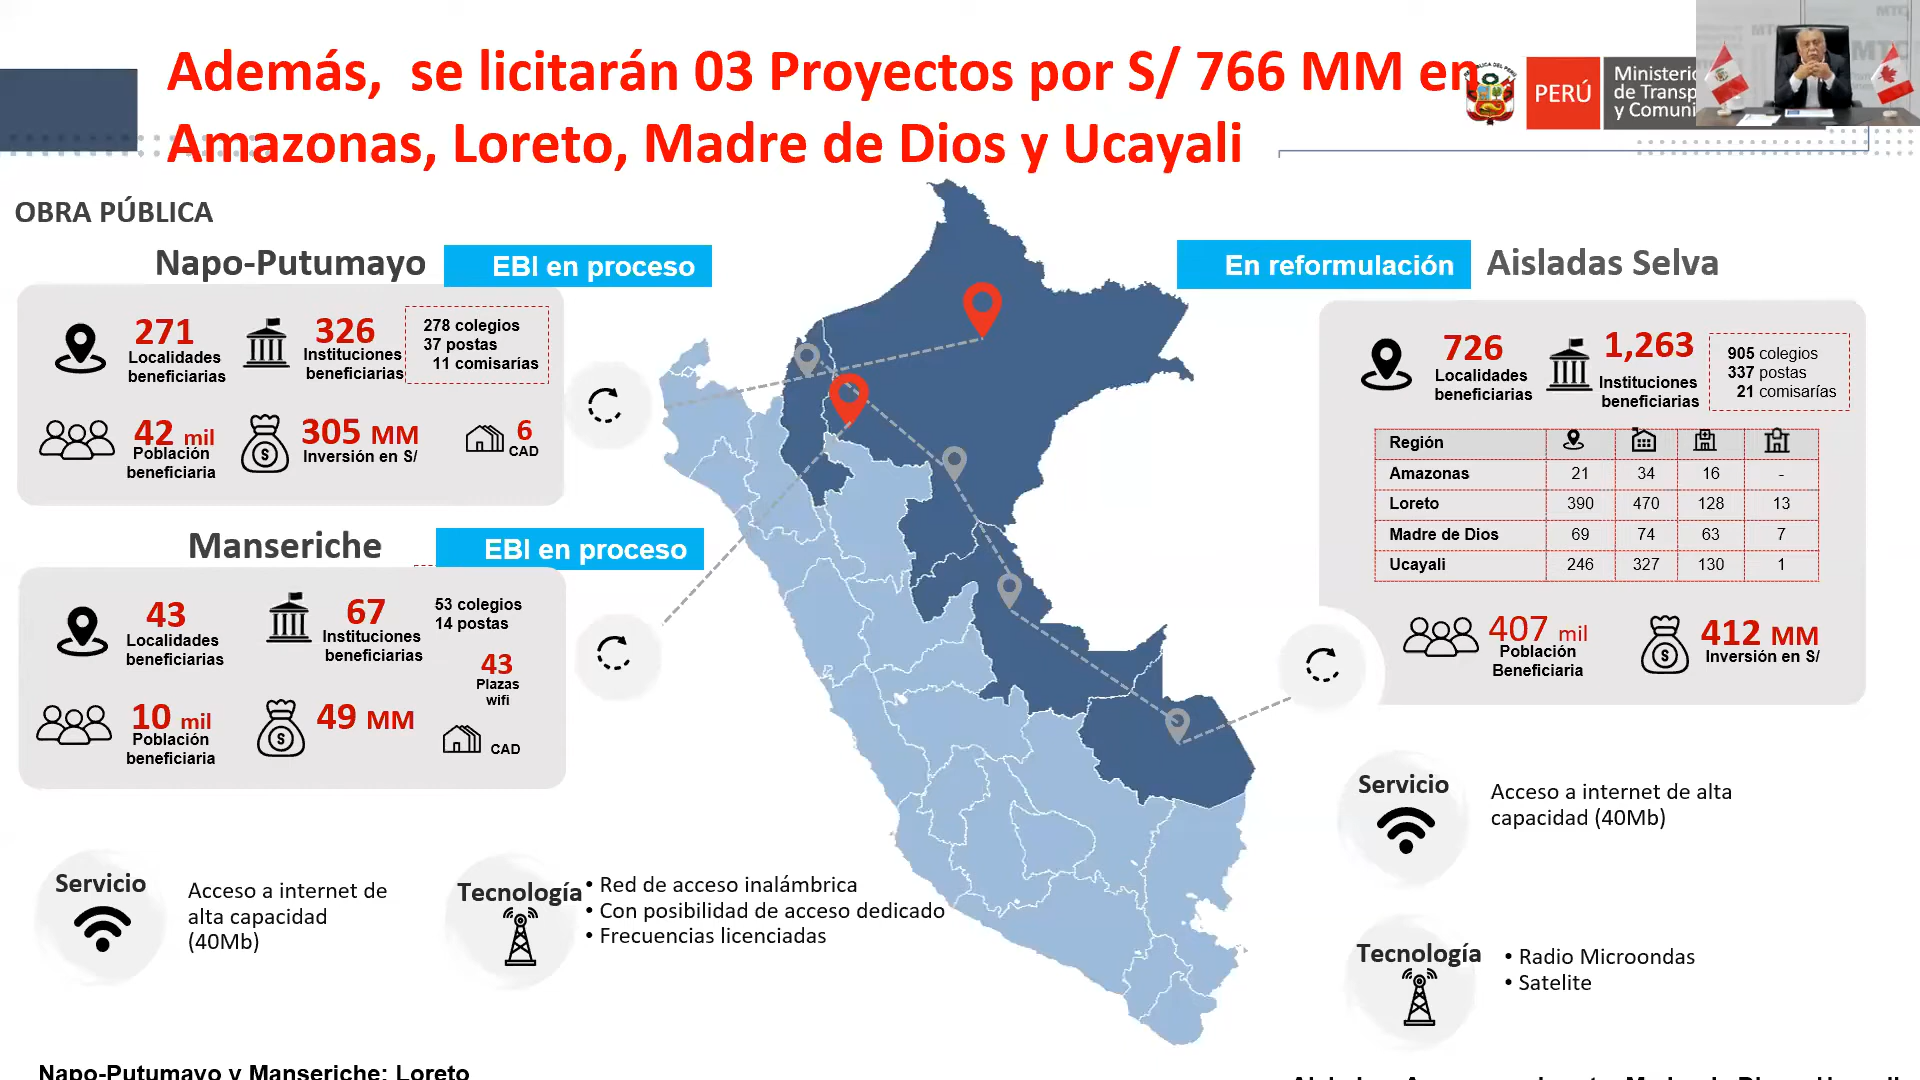 Además,  se licitarán 03 Proyectos por S/ 766 MM en
Amazonas, Loreto, Madre de Dios y Ucayali
PERÚ
Ministerio
de Transp
y Comuni
OBRA PÚBLICA
Napo-Putumayo
EBI en proceso
271
Localidades
beneficiarias
326
Instituciones
beneficiarias
278 colegios
37 postas
11 comisarías
42 mil
Población
beneficiaria
305 MM
Inversión en S/
6
CAD
Manseriche
EBI en proceso
43
Localidades
beneficiarias
67
Instituciones
beneficiarias
53 colegios
14 postas
43
Plazas
wifi
10 mil
Población
beneficiaria
49 MM
CAD
Servicio
Acceso a internet de
alta capacidad
(40Mb)
Tecnología
• Red de acceso inalámbrica
• Con posibilidad de acceso dedicado
• Frecuencias licenciadas
Napo-Putumayo y Manseriche: Loreto
En reformulación
Aisladas Selva
726
Localidades
beneficiarias
1,263
Instituciones
beneficiarias
905 colegios
337 postas
21 comisarías
Región
Amazonas 21 34 16 -
Loreto 390 470 128 13
Madre de Dios 69 74 63 7
Ucayali 246 327 130 1
407 mil
Población
Beneficiaria
412 MM
Inversión en S/
Servicio
Acceso a internet de alta
capacidad (40Mb)
Tecnología
• Radio Microondas
• Satelite